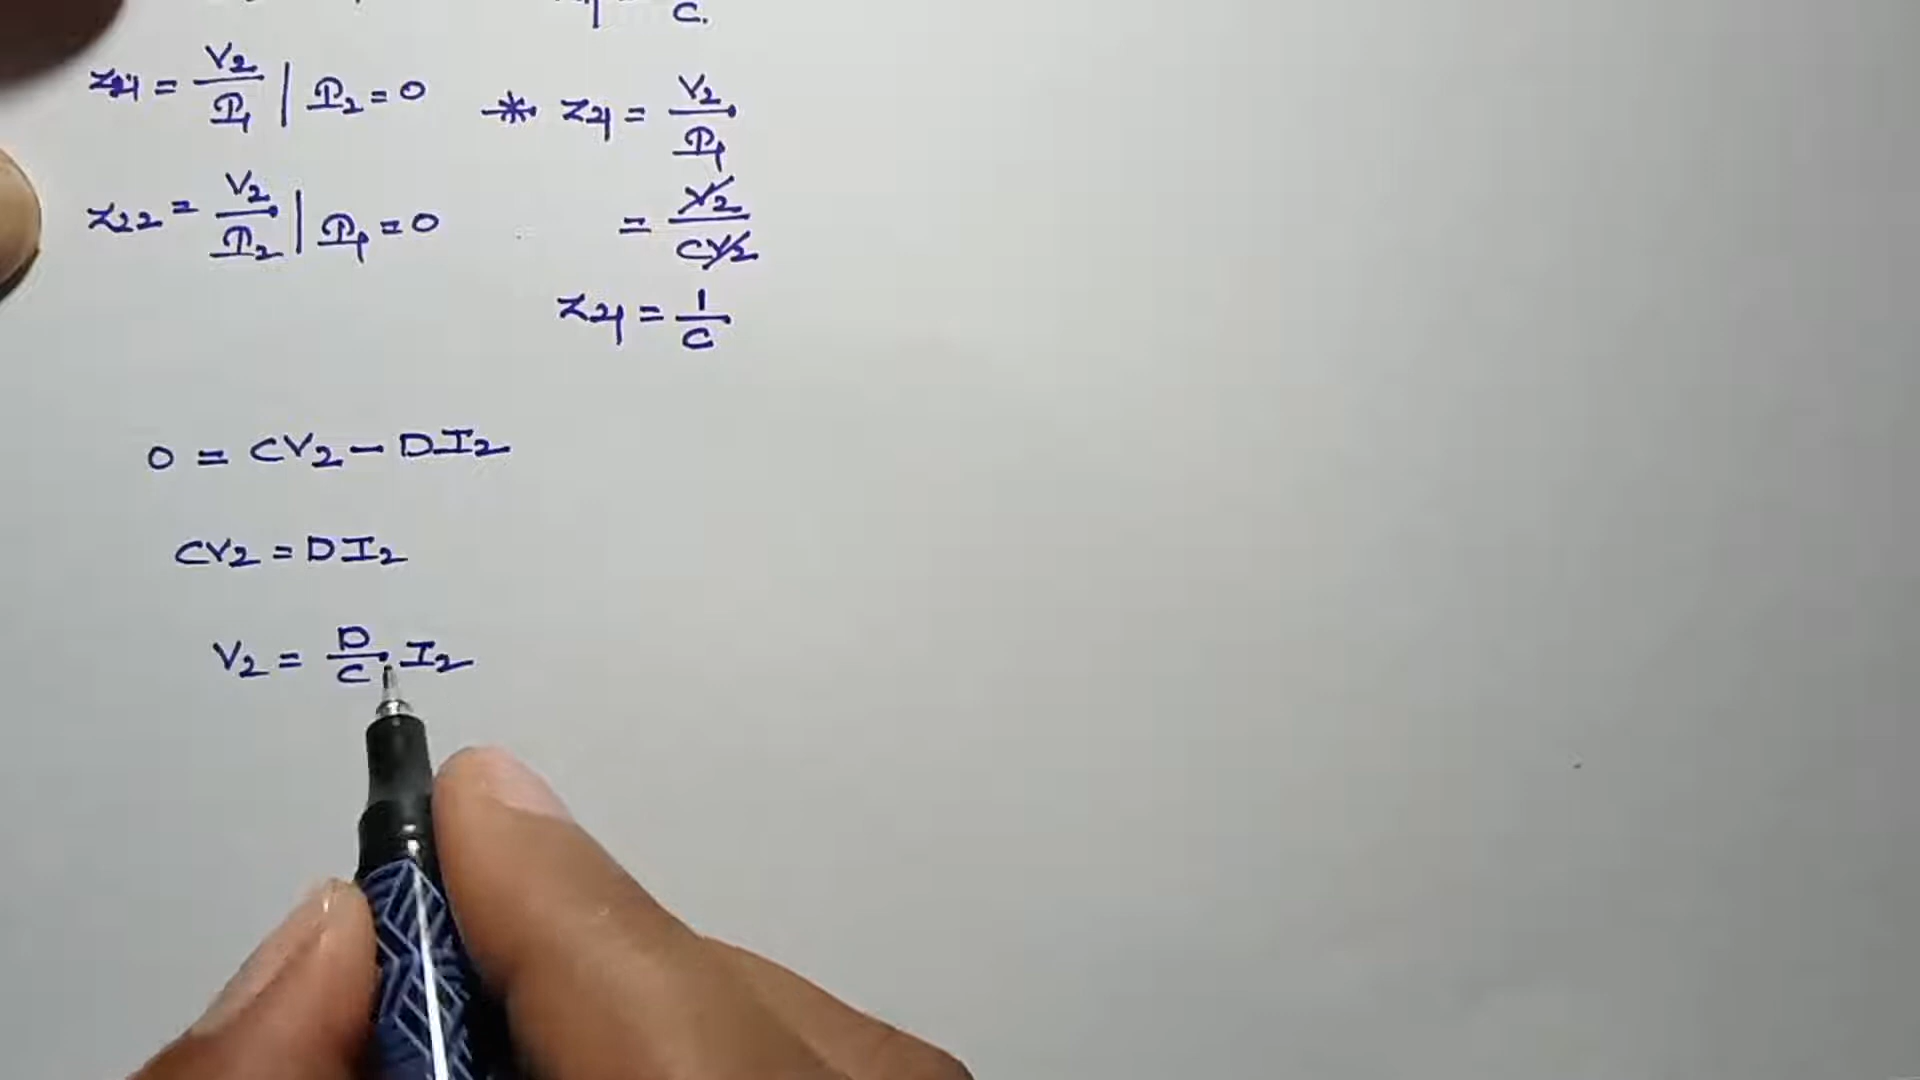 C.
Z21 = V2/I1 | I2 = 0
Z22 = V2/I2 | I1 = 0
* Z21 = V2/I1
= V2/CV2
Z21 = 1/C
0 = CV2 - DI2
CV2 = DI2
V2 = D/C . I2